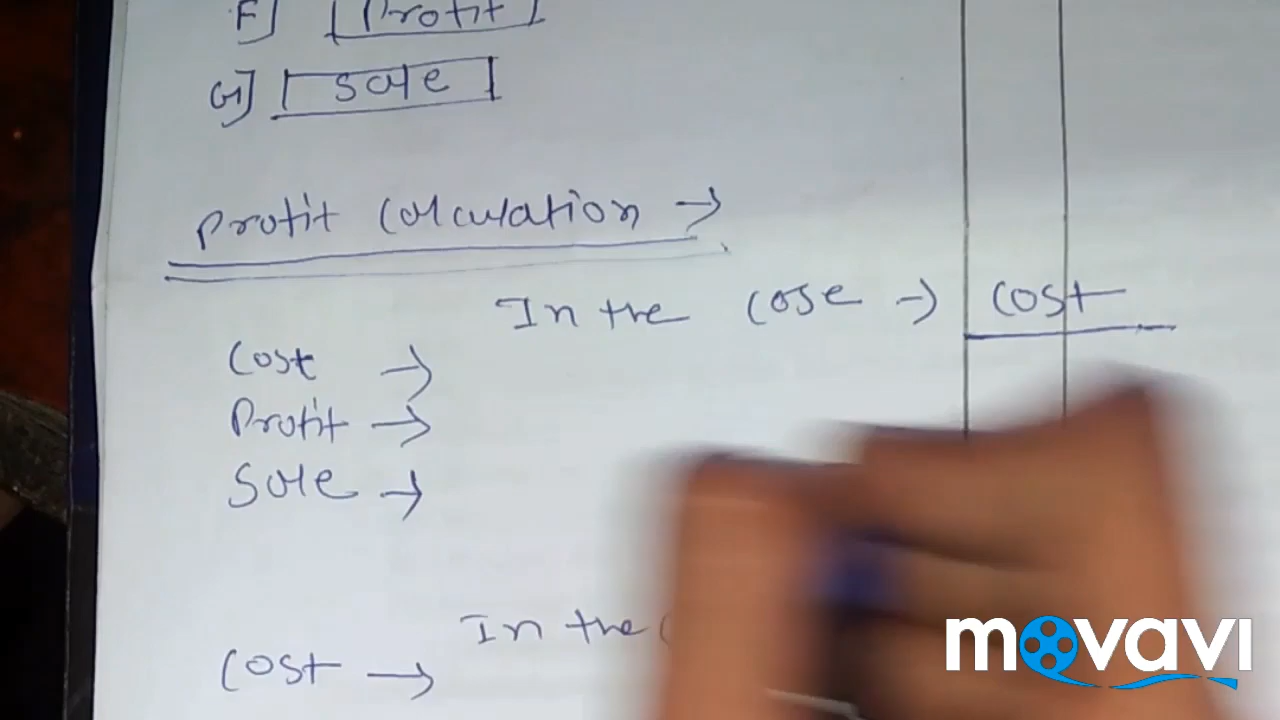 F] Profit
G] Sale
Profit Calculation →
In the case → Cost
Cost →
Profit →
Sale →
In the
Cost →
movavi